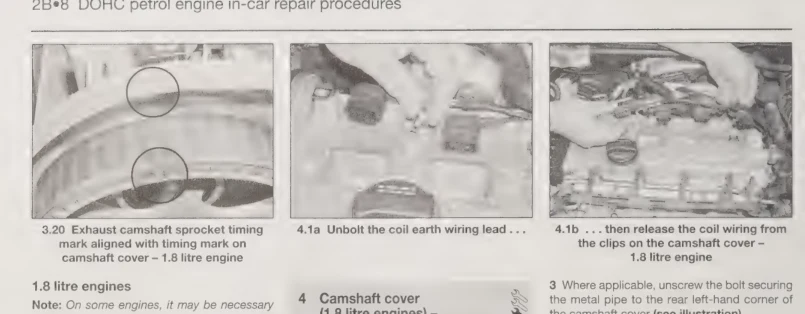 2B•8 DOHC petrol engine in-car repair procedures
3.20 Exhaust camshaft sprocket timing
mark aligned with timing mark on
camshaft cover – 1.8 litre engine
4.1a Unbolt the coil earth wiring lead . . .
4.1b . . . then release the coil wiring from
the clips on the camshaft cover –
1.8 litre engine
1.8 litre engines
Note: On some engines, it may be necessary
4 Camshaft cover
(1.8 litre engines) –
3 Where applicable, unscrew the bolt securing
the metal pipe to the rear left-hand corner of
the camshaft cover (see illustration)